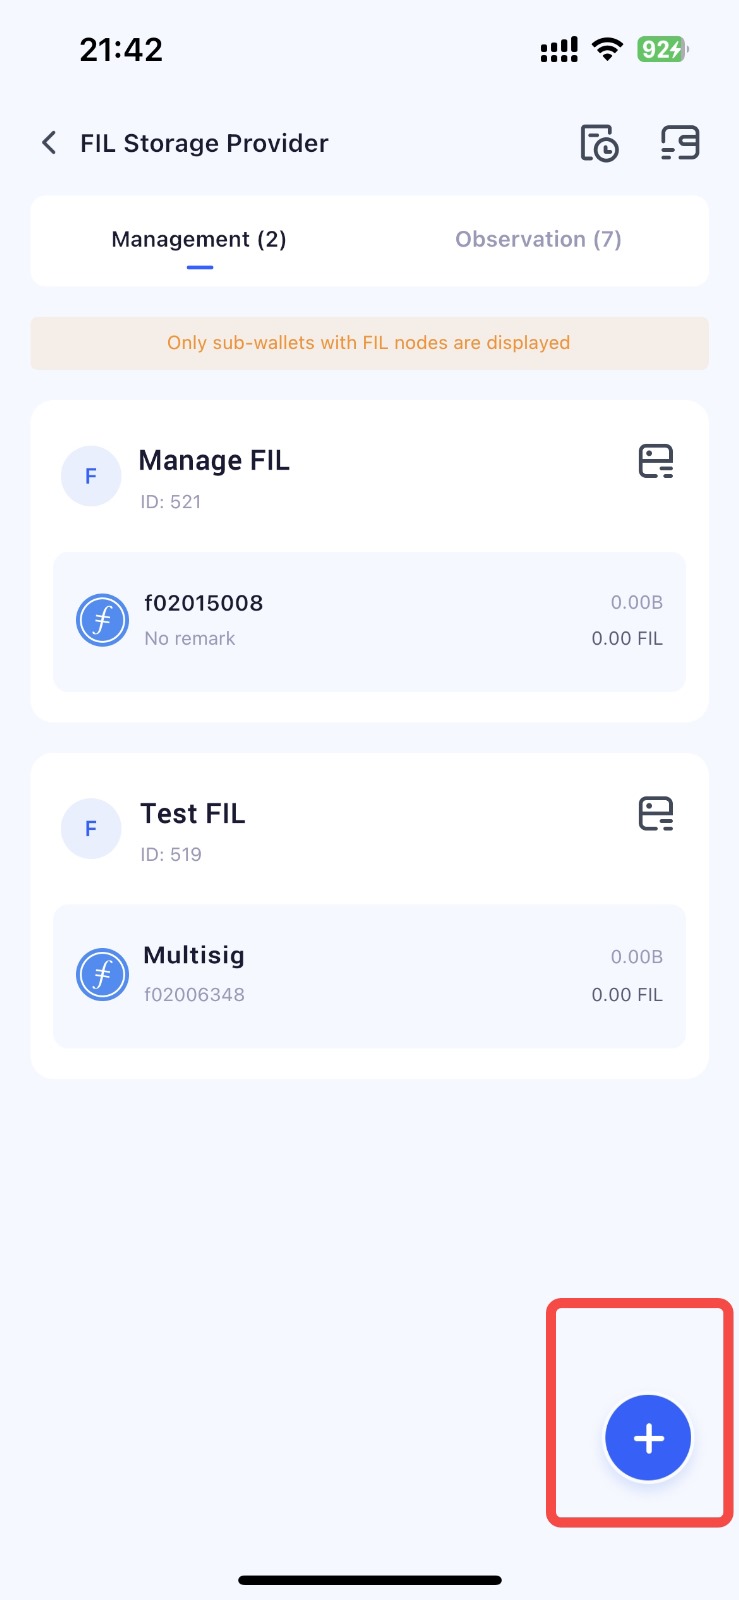 21:42
92
FIL Storage Provider
Management (2)
Observation (7)
Only sub-wallets with FIL nodes are displayed
F
Manage FIL
ID: 521
f02015008
0.00B
No remark
0.00 FIL
F
Test FIL
ID: 519
Multisig
0.00B
f02006348
0.00 FIL